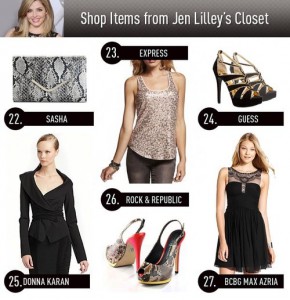 Shop Items from Jen Lilley's Closet
23. EXPRESS
22. SASHA
24. GUESS
26. ROCK & REPUBLIC
25. DONNA KARAN
27. BCBG MAX AZRIA